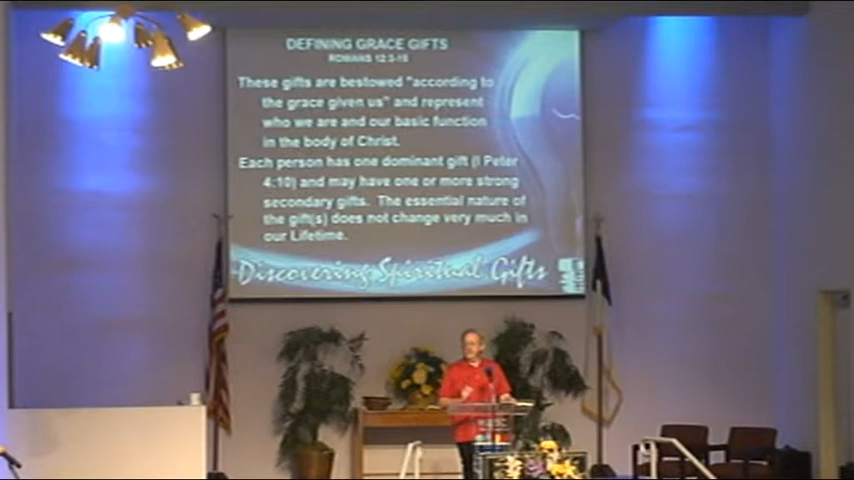 DEFINING GRACE GIFTS
ROMANS 12:3-15
These gifts are bestowed "according to
the grace given us" and represent
who we are and our basic function
in the body of Christ.
Each person has one dominant gift (I Peter
4:10) and may have one or more strong
secondary gifts. The essential nature of
the gift(s) does not change very much in
our Lifetime.
Discovering Spiritual Gifts